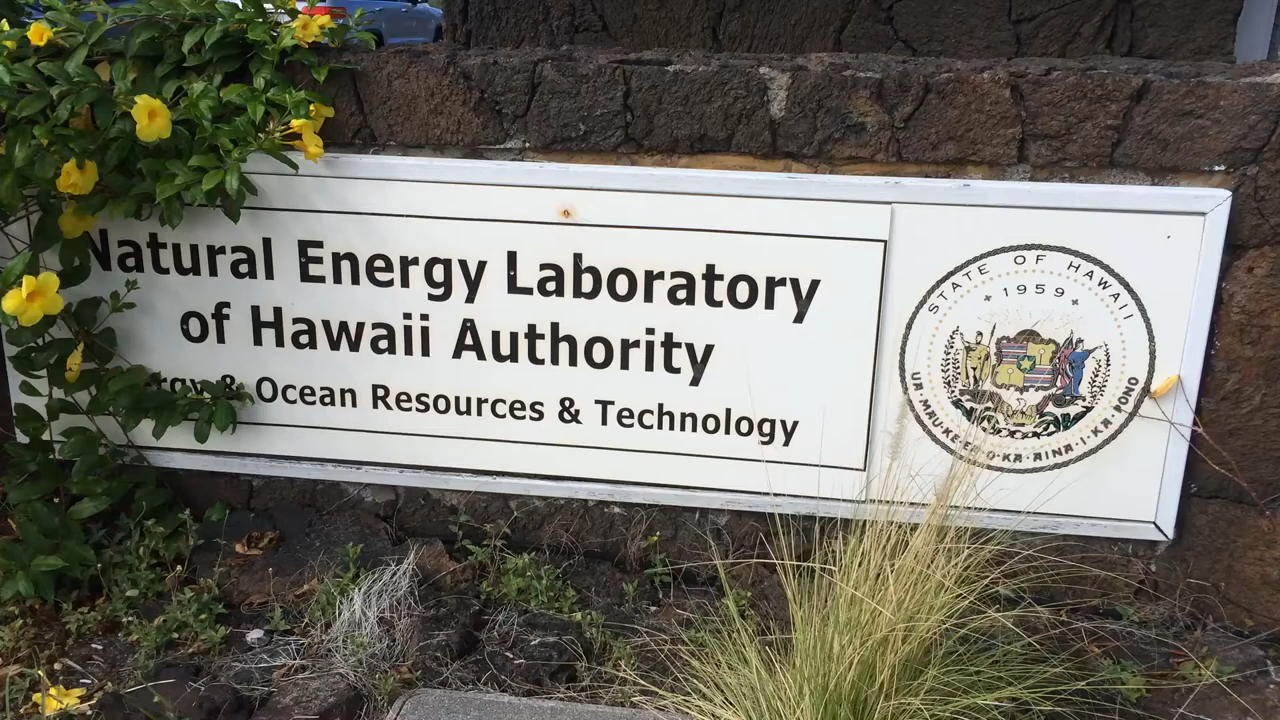 Natural Energy Laboratory
of Hawaii Authority
rgy & Ocean Resources & Technology
STATE OF HAWAII
1959
UA·MAU·KE·EA·O·KA·AINA·I·KA·PONO